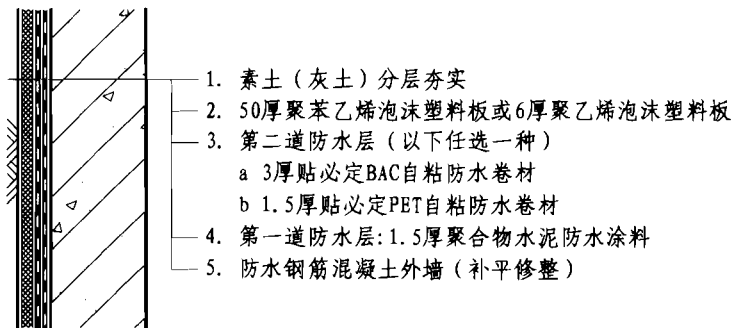 1. 素土(灰土)分层夯实
2. 50厚聚苯乙烯泡沫塑料板或6厚聚乙烯泡沫塑料板
3. 第二道防水层(以下任选一种)
a 3厚贴必定BAC自粘防水卷材
b 1.5厚贴必定PET自粘防水卷材
4. 第一道防水层:1.5厚聚合物水泥防水涂料
5. 防水钢筋混凝土外墙(补平修整)